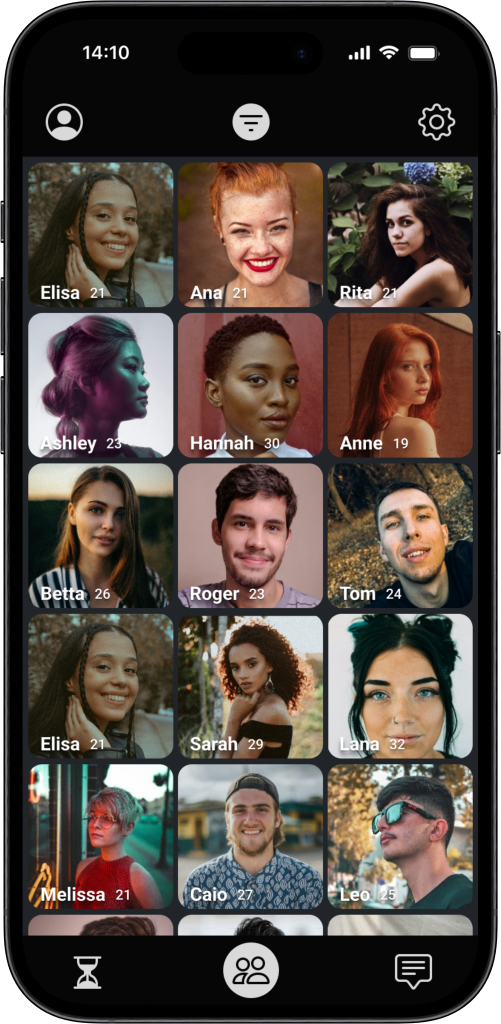 14:10
Elisa 21
Ana 21
Rita 21
Ashley 23
Hannah 30
Anne 19
Betta 26
Roger 23
Tom 24
Elisa 21
Sarah 29
Lana 32
Melissa 21
Caio 27
Leo 25